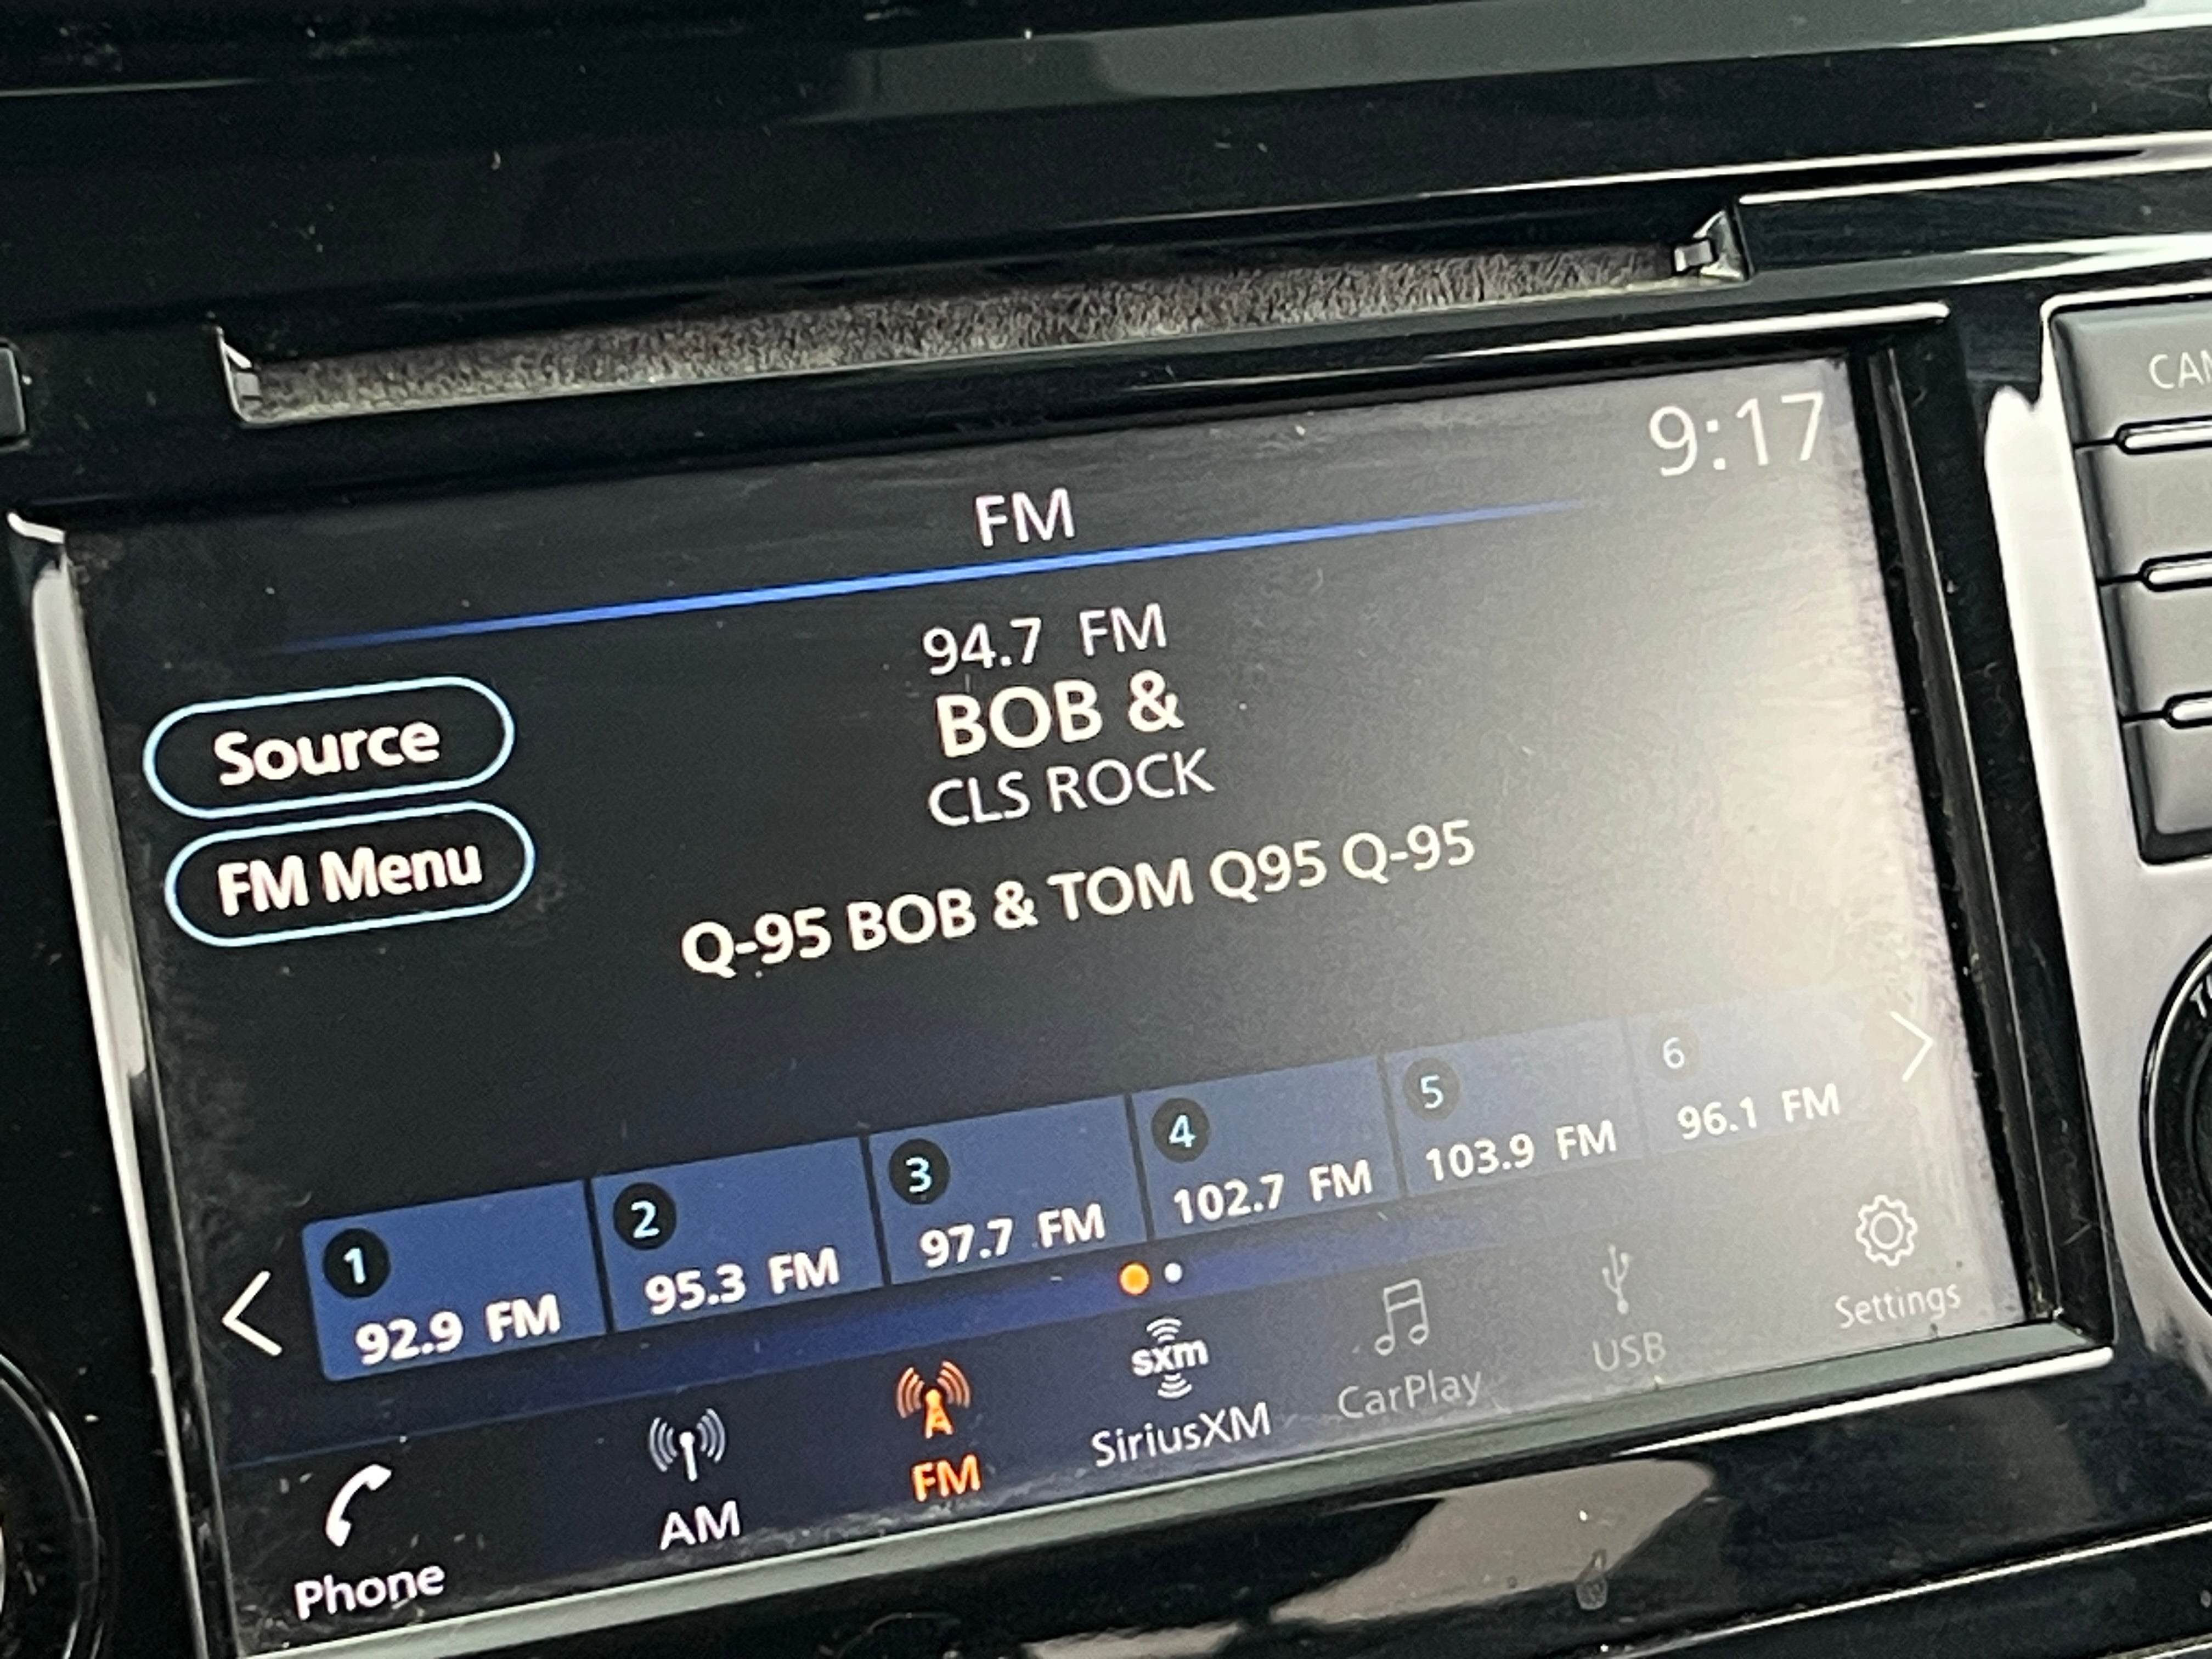 CAM
9:17
FM
94.7 FM
BOB &
CLS ROCK
Q-95 BOB & TOM Q95 Q-95
Source
FM Menu
1
92.9 FM
2
95.3 FM
3
97.7 FM
4
102.7 FM
5
103.9 FM
6
96.1 FM
Phone
AM
FM
sxm
SiriusXM
CarPlay
USB
Settings